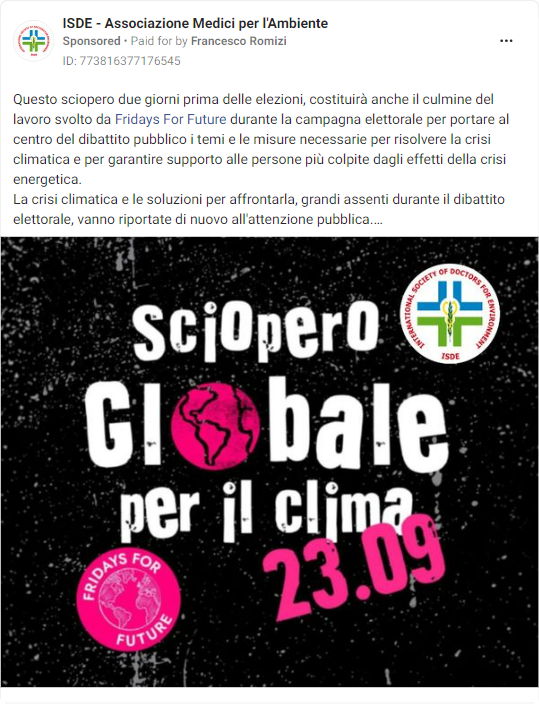 ISDE - Associazione Medici per l'Ambiente
Sponsored • Paid for by Francesco Romizi
ID: 773816377176545
Questo sciopero due giorni prima delle elezioni, costituirà anche il culmine del
lavoro svolto da Fridays For Future durante la campagna elettorale per portare al
centro del dibattito pubblico i temi e le misure necessarie per risolvere la crisi
climatica e per garantire supporto alle persone più colpite dagli effetti della crisi
energetica.
La crisi climatica e le soluzioni per affrontarla, grandi assenti durante il dibattito
elettorale, vanno riportate di nuovo all'attenzione pubblica....
INTERNATIONAL SOCIETY OF DOCTORS FOR ENVIRONMENT
ISDE
sciopero
Globale
per il clima
23.09
FRIDAYS FOR
FUTURE